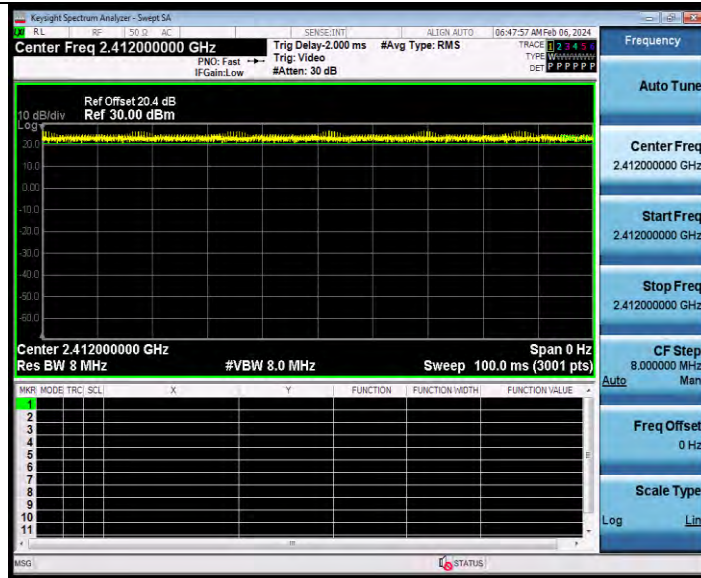 Keysight Spectrum Analyzer - Swept SA
RL RF 50 Ω AC SENSE:INT ALIGN AUTO 06:47:57 AM Feb 06, 2024
Center Freq 2.412000000 GHz
PNO: Fast
IFGain:Low
Trig Delay-2.000 ms
Trig: Video
#Atten: 30 dB
#Avg Type: RMS
TRACE 1 2 3 4 5 6
TYPE
DET P P P P P P
Ref Offset 20.4 dB
10 dB/div Ref 30.00 dBm
Log
20.0
10.0
0.00
-10.0
-20.0
-30.0
-40.0
-50.0
-60.0
Center 2.412000000 GHz Span 0 Hz
Res BW 8 MHz #VBW 8.0 MHz Sweep 100.0 ms (3001 pts)
MKR MODE TRC SCL X Y FUNCTION FUNCTION WIDTH FUNCTION VALUE
1
2
3
4
5
6
7
8
9
10
11
MSG STATUS
Frequency
Auto Tune
Center Freq
2.412000000 GHz
Start Freq
2.412000000 GHz
Stop Freq
2.412000000 GHz
CF Step
8.000000 MHz
Auto Man
Freq Offset
0 Hz
Scale Type
Log Lin